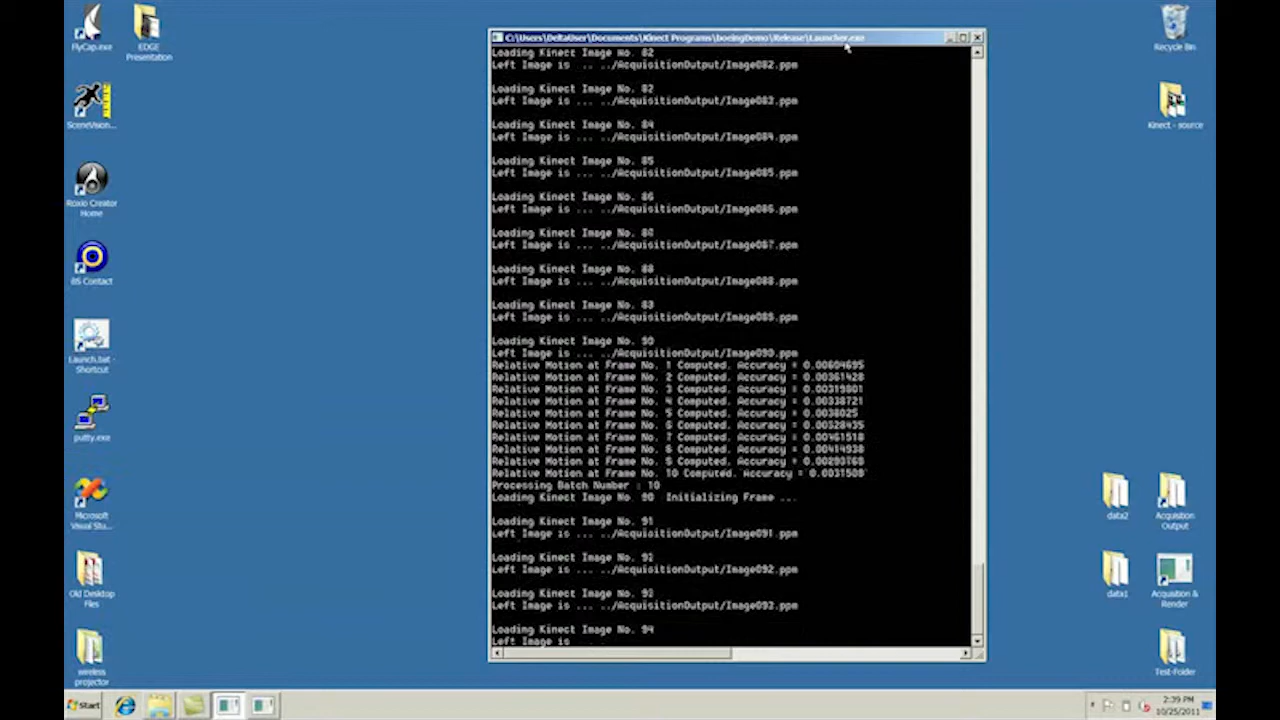 FlyCap.exe
EDGE
Presentation
SceneVision...
Roxio Creator
Home
BS Contact
Launch.bat -
Shortcut
putty.exe
Microsoft
Visual Stu...
Old Desktop
Files
wireless
projector
C:\Users\DeltaUser\Documents\Kinect Programs\boeingDemo\Release\Launcher.exe
Loading Kinect Image No. 82
Left Image is ... ../AcquisitionOutput/Image082.ppm
Loading Kinect Image No. 82
Left Image is ... ../AcquisitionOutput/Image083.ppm
Loading Kinect Image No. 84
Left Image is ... ../AcquisitionOutput/Image084.ppm
Loading Kinect Image No. 85
Left Image is ... ../AcquisitionOutput/Image085.ppm
Loading Kinect Image No. 86
Left Image is ... ../AcquisitionOutput/Image086.ppm
Loading Kinect Image No.
Left Image is ... ../AcquisitionOutput/Image087.ppm
Loading Kinect Image No. 88
Left Image is ... ../AcquisitionOutput/Image088.ppm
Loading Kinect Image No.
Left Image is ... ../AcquisitionOutput/Image089.ppm
Loading Kinect Image No. 90
Left Image is ... ../AcquisitionOutput/Image090.ppm
Relative Motion at Frame No. 1 Computed. Accuracy = 0.00604695
Relative Motion at Frame No. 2 Computed. Accuracy = 0.00361428
Relative Motion at Frame No. 3 Computed. Accuracy = 0.00319801
Relative Motion at Frame No. 4 Computed. Accuracy = 0.00338721
Relative Motion at Frame No. 5 Computed. Accuracy = 0.0038025
Relative Motion at Frame No. 6 Computed. Accuracy = 0.00328435
Relative Motion at Frame No. 7 Computed. Accuracy = 0.00461518
Relative Motion at Frame No. 8 Computed. Accuracy = 0.00414938
Relative Motion at Frame No. 9 Computed. Accuracy = 0.00293768
Relative Motion at Frame No. 10 Computed. Accuracy = 0.0031509
Processing Batch Number : 10
Loading Kinect Image No. 90 Initializing Frame ...
Loading Kinect Image No. 91
Left Image is ... ../AcquisitionOutput/Image091.ppm
Loading Kinect Image No. 92
Left Image is ... ../AcquisitionOutput/Image092.ppm
Loading Kinect Image No. 93
Left Image is ... ../AcquisitionOutput/Image093.ppm
Loading Kinect Image No. 94
Left Image is
Recycle Bin
Kinect - source
data2
Acquisition
Output
data1
Acquisition &
Render
Test-Folder
Start
2:39 PM
10/25/2011